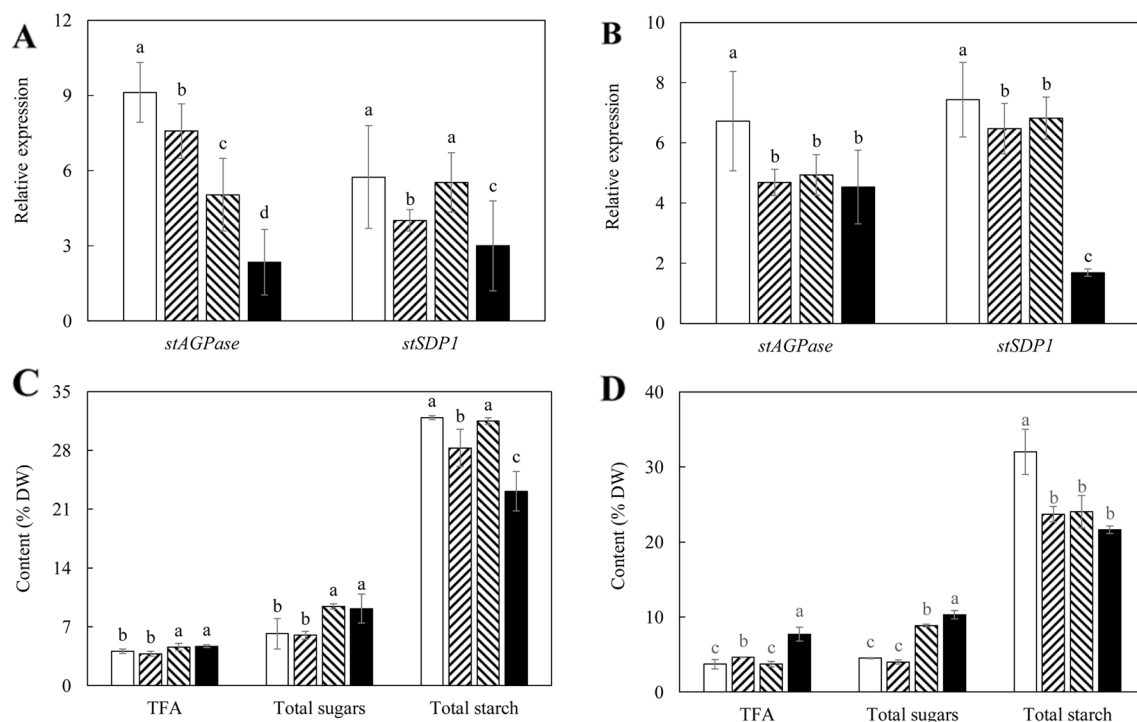 A
Relative expression
12
9
6
3
0
a
b
c
d
a
b
a
c
stAGPase
stSDP1
B
Relative expression
10
8
6
4
2
0
a
b
b
b
a
b
b
c
stAGPase
stSDP1
C
Content (% DW)
35
28
21
14
7
0
b
b
a
a
b
b
a
a
a
b
a
c
TFA
Total sugars
Total starch
D
Content (% DW)
40
30
20
10
0
c
b
c
a
c
c
b
a
a
b
b
b
TFA
Total sugars
Total starch